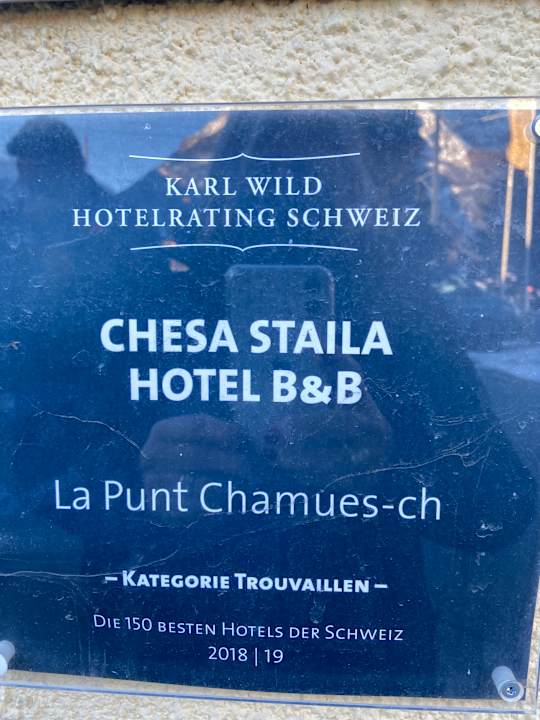 KARL WILD
HOTELRATING SCHWEIZ
CHESA STAILA
HOTEL B&B
La Punt Chamues-ch
– KATEGORIE TROUVAILLEN –
DIE 150 BESTEN HOTELS DER SCHWEIZ
2018 | 19